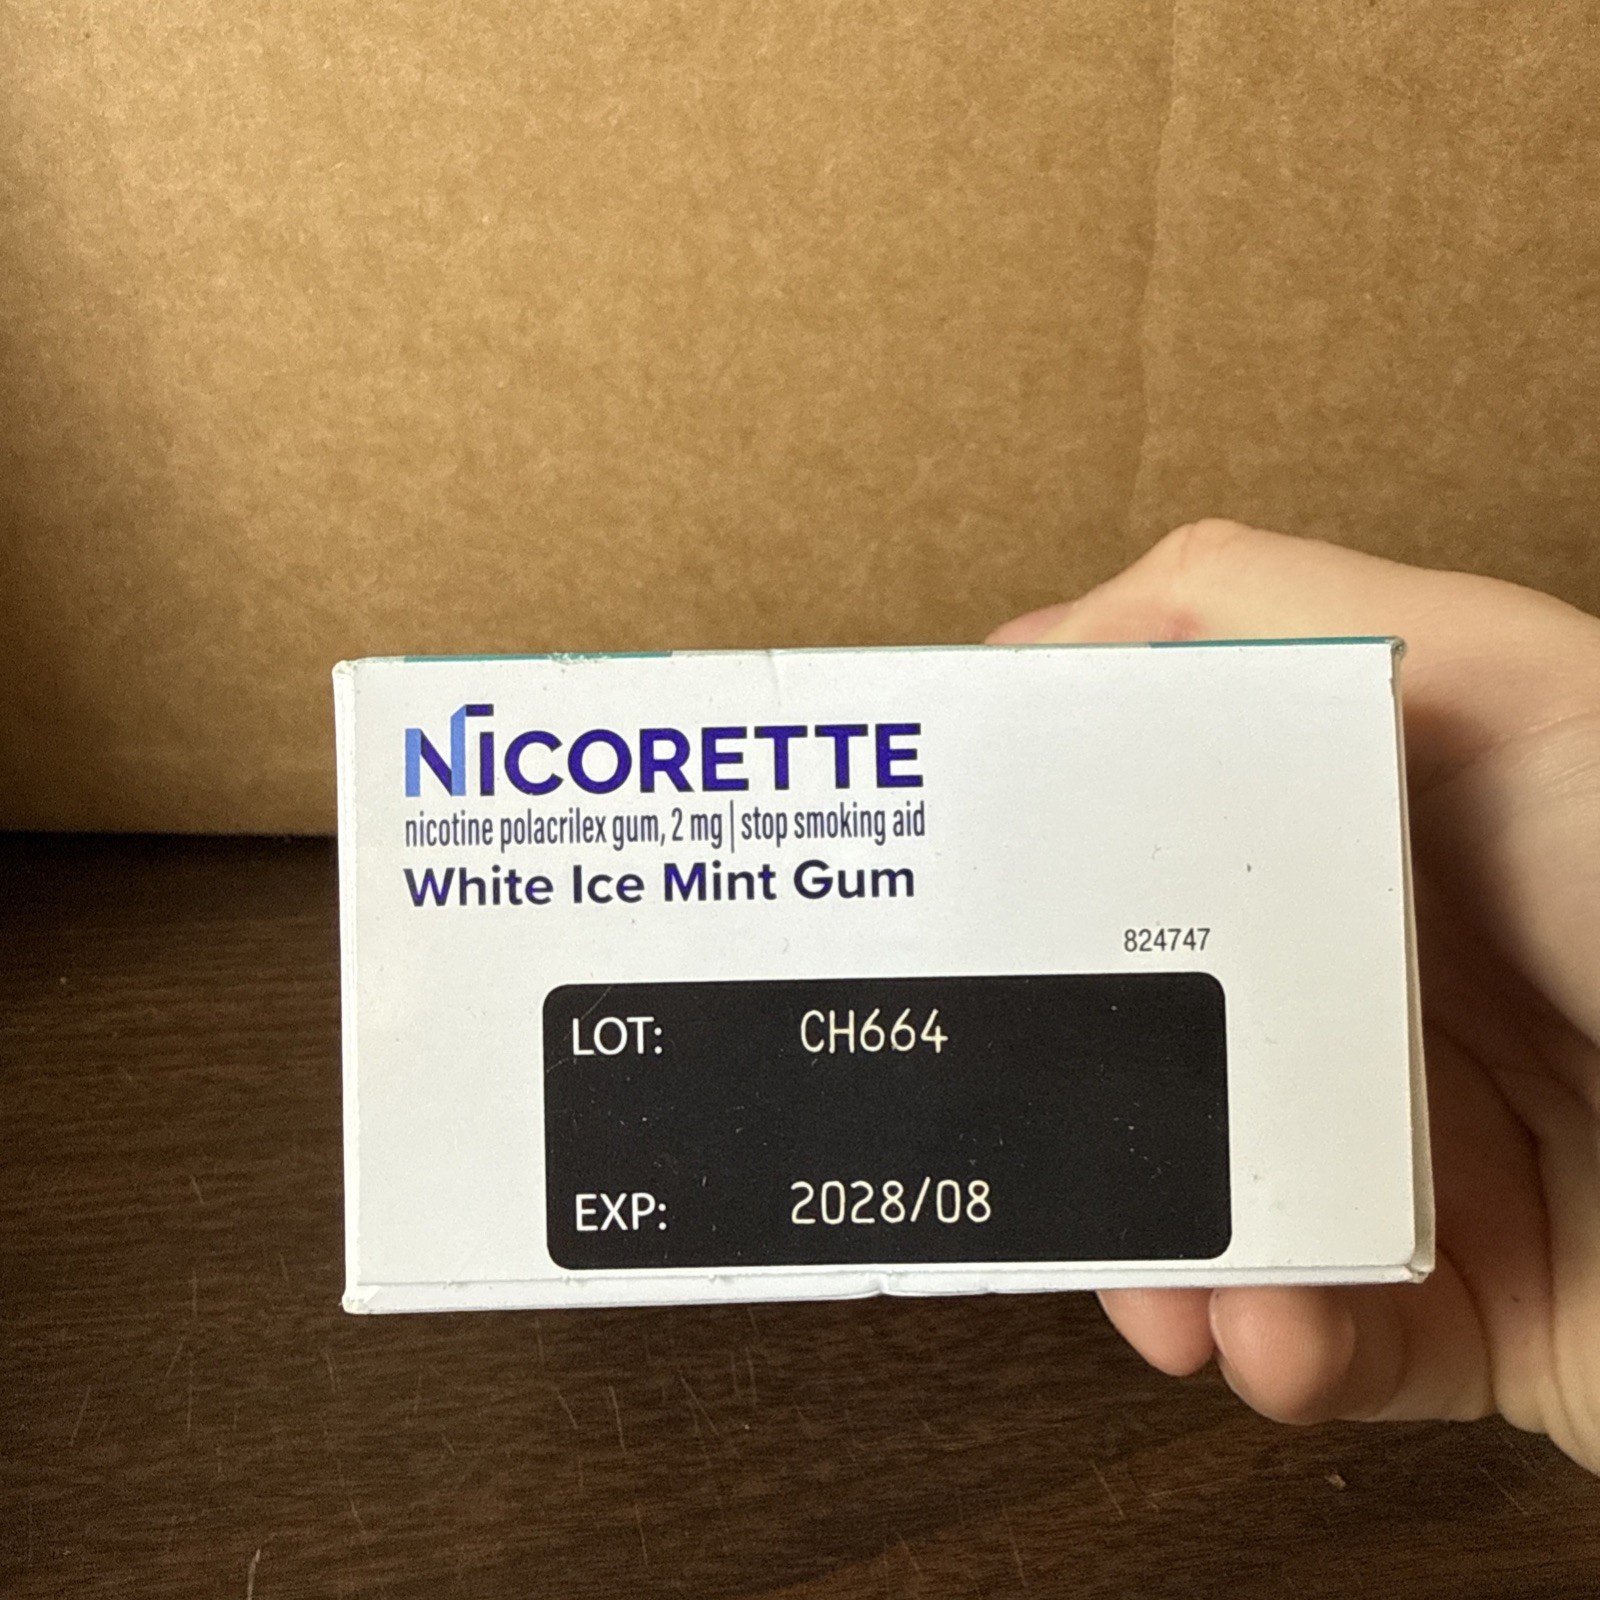 NICORETTE
nicotine polacrilex gum, 2 mg | stop smoking aid
White Ice Mint Gum
824747
LOT: CH664
EXP: 2028/08